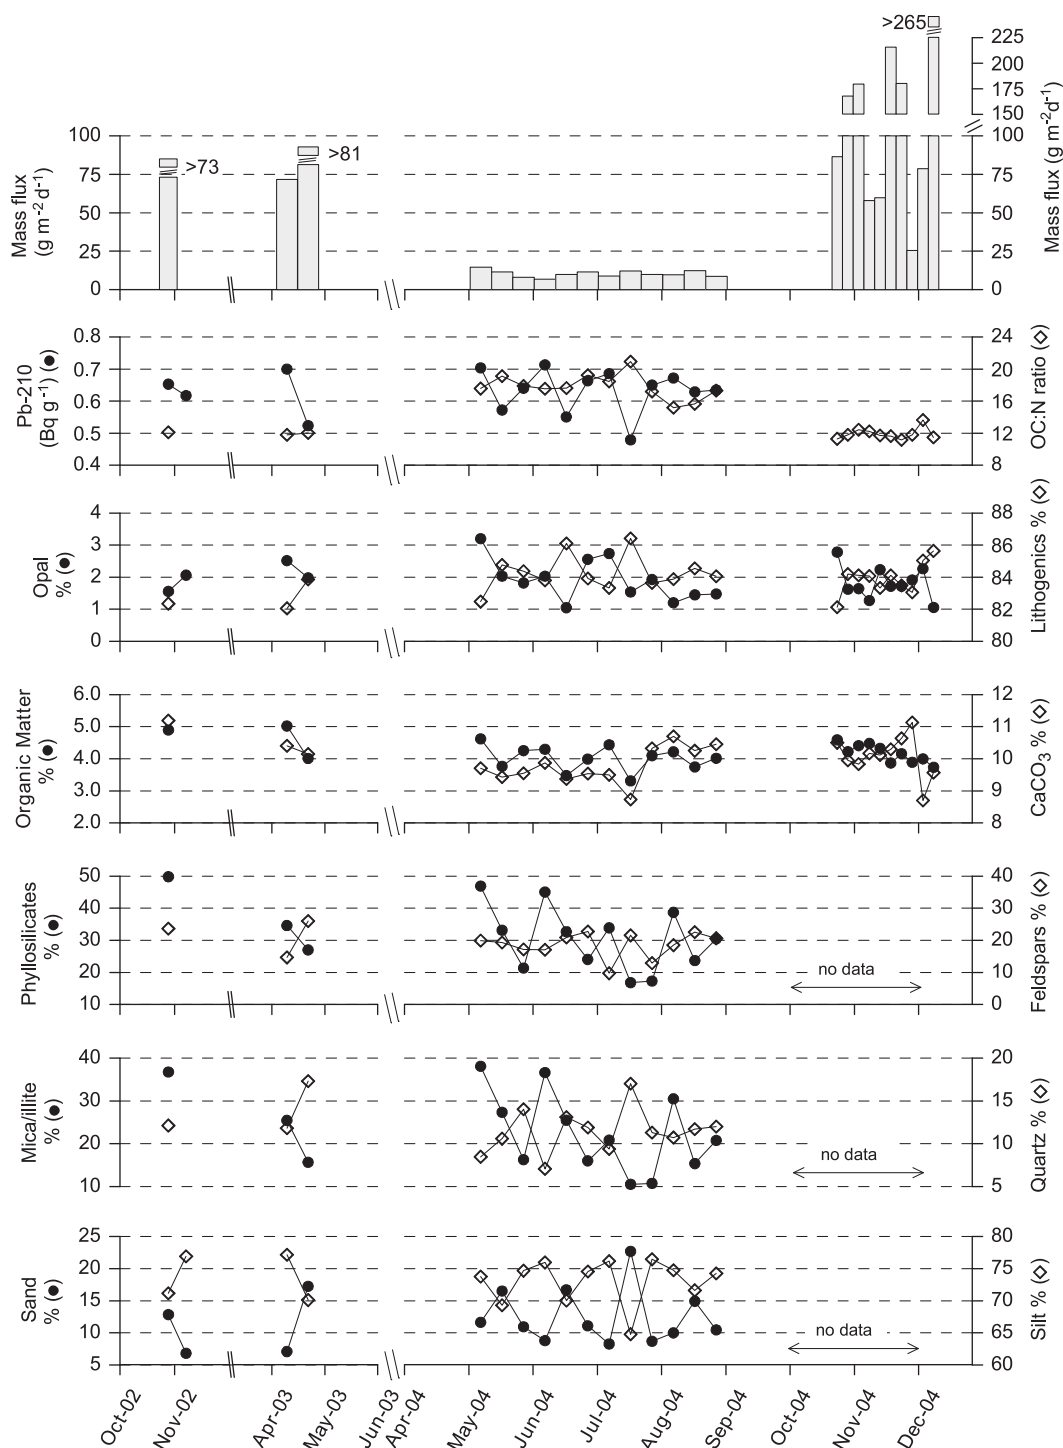 >265
225
200
175
150
100
75
50
25
0
Mass flux
(g m-2 d-1)
>73
>81
100
75
50
25
0
Mass flux (g m-2d-1)
0.8
0.7
0.6
0.5
0.4
Pb-210
(Bq g-1) (●)
24
20
16
12
8
OC:N ratio (◇)
4
3
2
1
0
Opal
% (●)
88
86
84
82
80
Lithogenics % (◇)
6.0
5.0
4.0
3.0
2.0
Organic Matter
% (●)
12
11
10
9
8
CaCO3 % (◇)
50
40
30
20
10
Phyllosilicates
% (●)
no data
40
30
20
10
0
Feldspars % (◇)
40
30
20
10
Mica/illite
% (●)
no data
20
15
10
5
Quartz % (◇)
25
20
15
10
5
Sand
% (●)
no data
80
75
70
65
60
Silt % (◇)
Oct-02
Nov-02
Apr-03
May-03
Jun-03
Apr-04
May-04
Jun-04
Jul-04
Aug-04
Sep-04
Oct-04
Nov-04
Dec-04